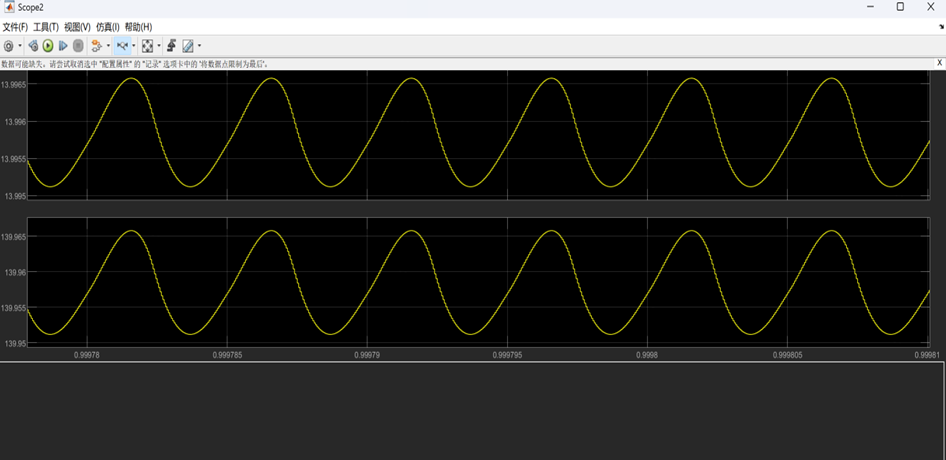 Scope2
文件(F) 工具(T) 视图(V) 仿真(I) 帮助(H)
数据可能缺失。请尝试取消选中 "配置属性" 的 "记录" 选项卡中的 '将数据点限制为最后'。 X
13.9965
13.996
13.9955
13.995
139.965
139.96
139.955
139.95
0.99978 0.999785 0.99979 0.999795 0.9998 0.999805 0.99981